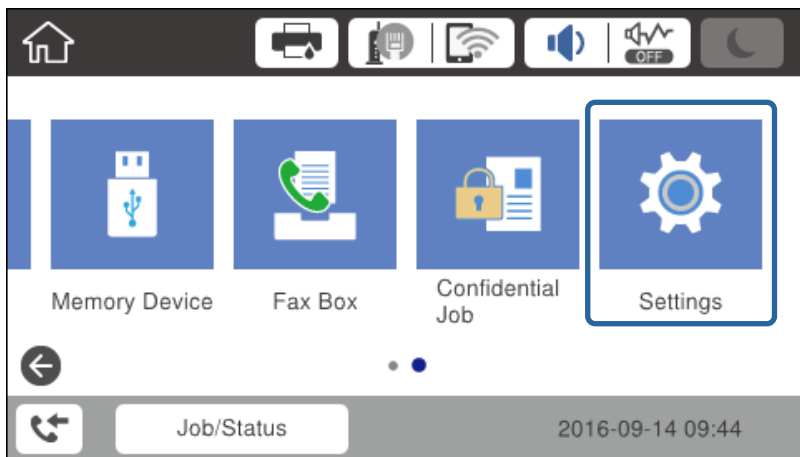 OFF
Memory Device
Fax Box
Confidential
Job
Settings
Job/Status
2016-09-14 09:44